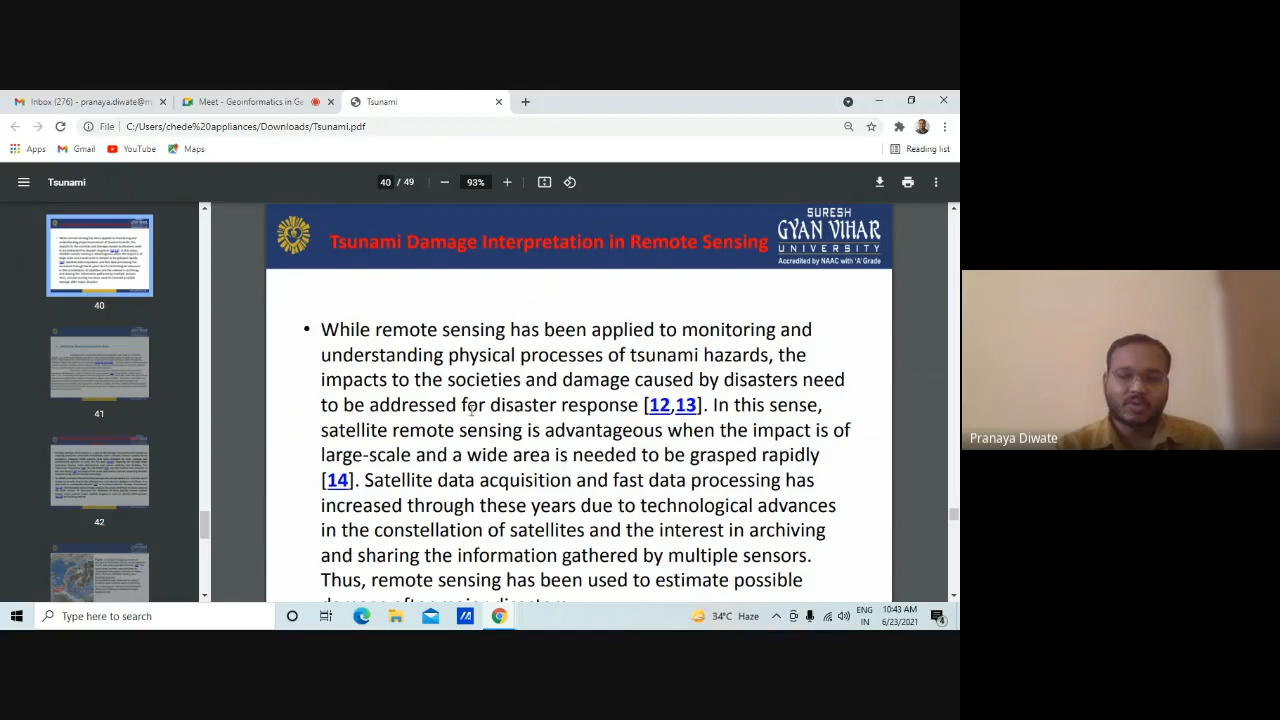 Inbox (276) - pranaya.diwate@m
Meet - Geoinformatics in Ge
Tsunami
File
C:/Users/chede%20appliances/Downloads/Tsunami.pdf
Apps
Gmail
YouTube
Maps
Reading list
Tsunami
40 / 49
93%
40
41
42
Tsunami Damage Interpretation in Remote Sensing
SURESH
GYAN VIHAR
UNIVERSITY
Accredited by NAAC with 'A' Grade
• While remote sensing has been applied to monitoring and
understanding physical processes of tsunami hazards, the
impacts to the societies and damage caused by disasters need
to be addressed for disaster response [12,13]. In this sense,
satellite remote sensing is advantageous when the impact is of
large-scale and a wide area is needed to be grasped rapidly
[14]. Satellite data acquisition and fast data processing has
increased through these years due to technological advances
in the constellation of satellites and the interest in archiving
and sharing the information gathered by multiple sensors.
Thus, remote sensing has been used to estimate possible
Pranaya Diwate
Type here to search
34°C Haze
ENG
IN
10:43 AM
6/23/2021
4